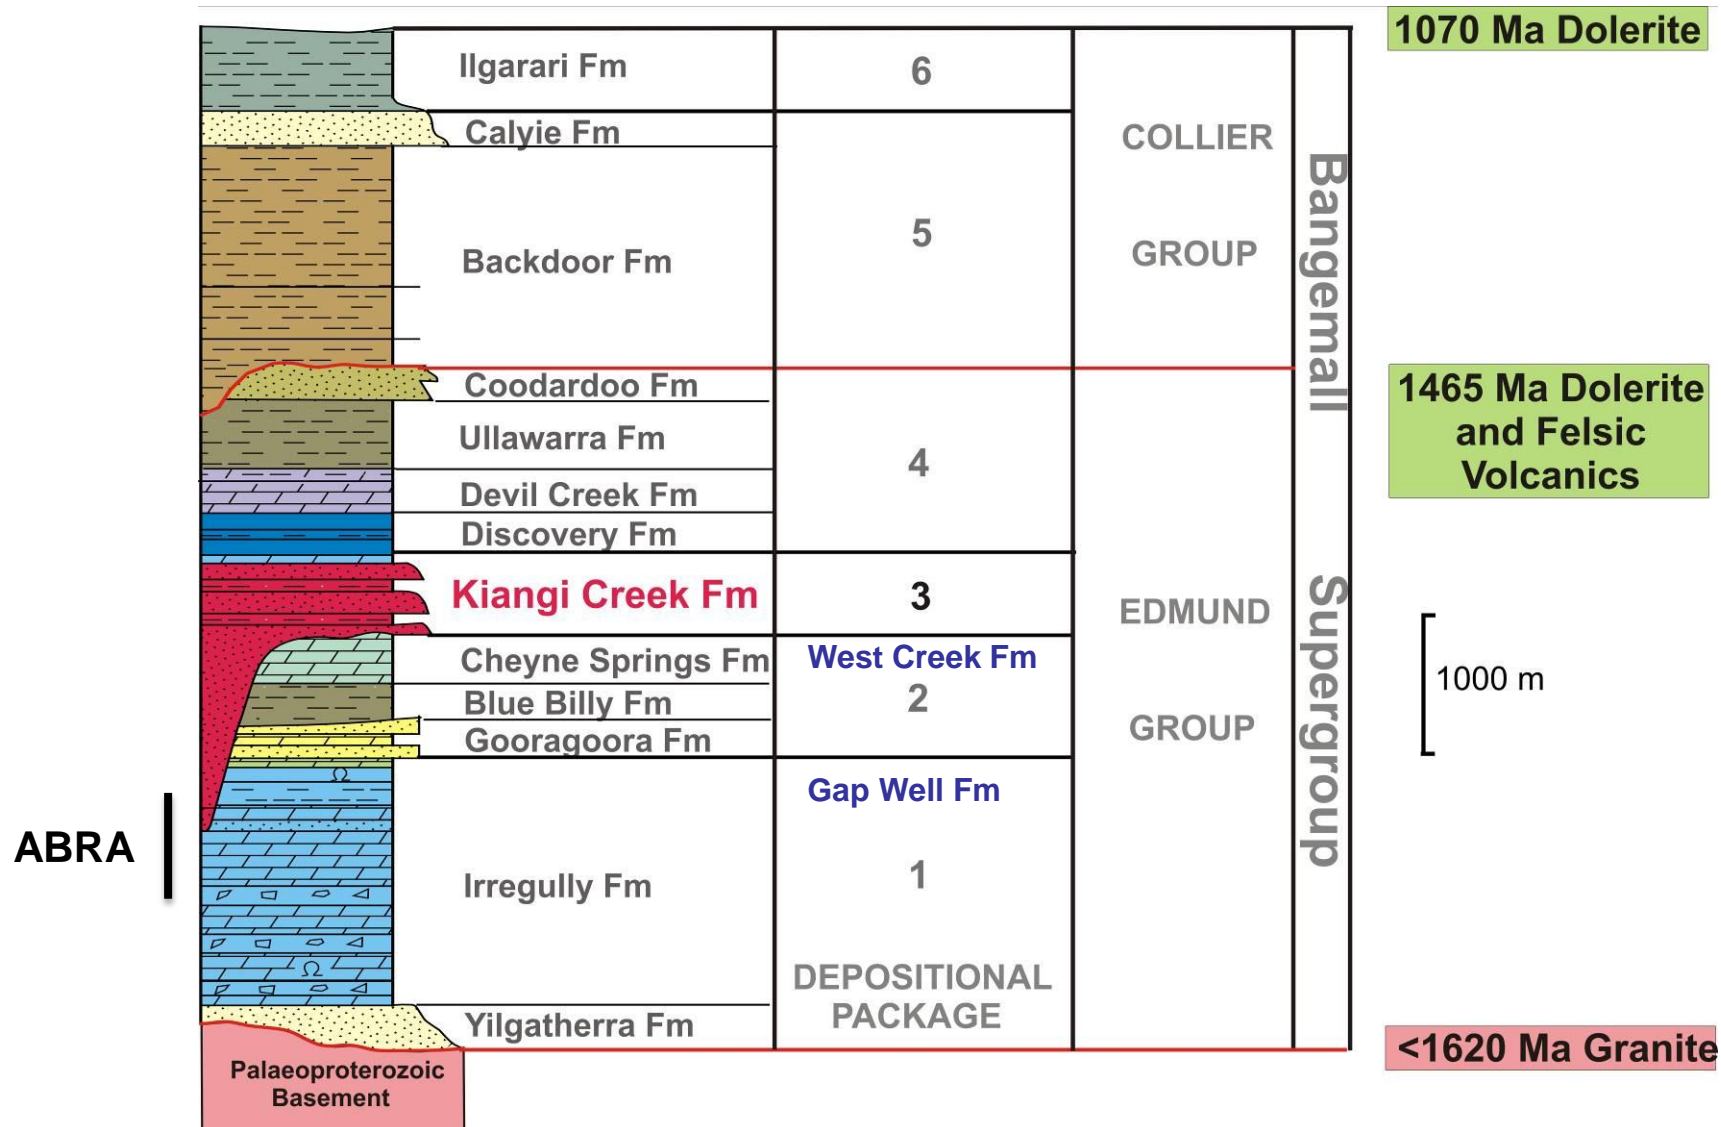 1070 Ma Dolerite
Ilgarari Fm
6
Calyie Fm
COLLIER
5
Backdoor Fm
GROUP
Bangemall
Coodardoo Fm
1465 Ma Dolerite
and Felsic
Volcanics
Ullawarra Fm
4
Devil Creek Fm
Discovery Fm
Kiangi Creek Fm
3
EDMUND
Supergroup
Cheyne Springs Fm
West Creek Fm
1000 m
Blue Billy Fm
2
Gooragoora Fm
GROUP
Gap Well Fm
ABRA
Irregully Fm
1
DEPOSITIONAL
PACKAGE
Yilgatherra Fm
<1620 Ma Granite
Palaeoproterozoic
Basement